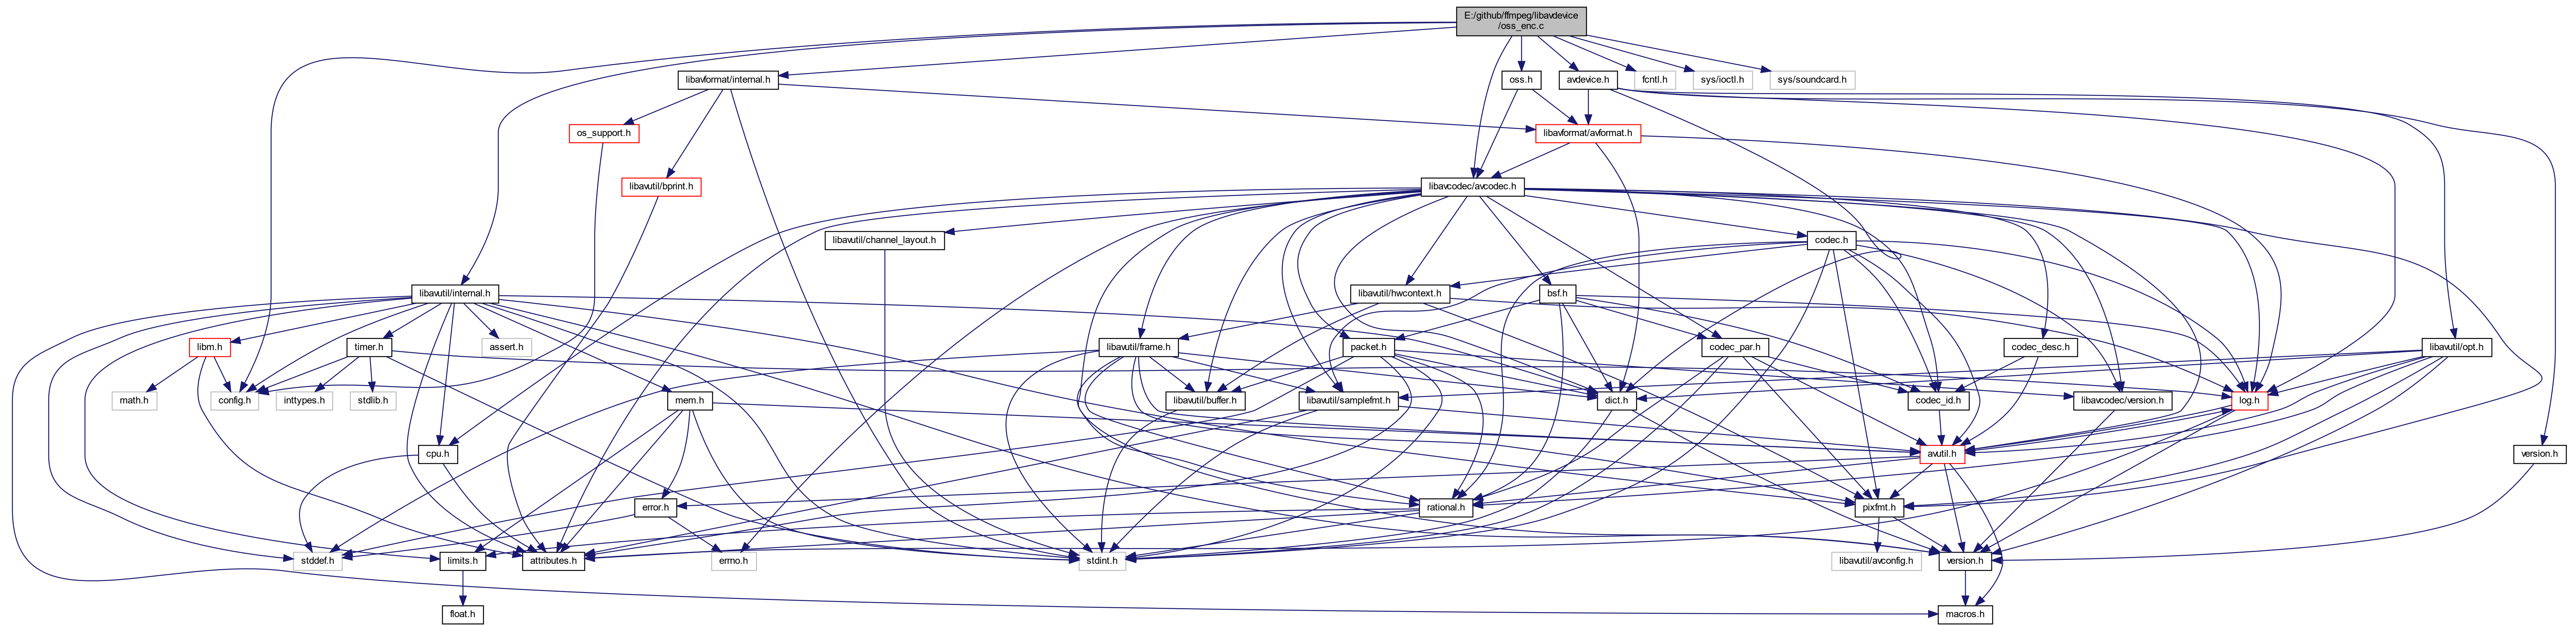 E:/github/ffmpeg/libavdevice
/oss_enc.c
libavformat/internal.h
oss.h
avdevice.h
fcntl.h
sys/ioctl.h
sys/soundcard.h
os_support.h
libavformat/avformat.h
libavutil/bprint.h
libavcodec/avcodec.h
libavutil/channel_layout.h
codec.h
libavutil/internal.h
libavutil/hwcontext.h
bsf.h
libm.h
timer.h
assert.h
libavutil/frame.h
packet.h
codec_par.h
codec_desc.h
libavutil/opt.h
math.h
config.h
inttypes.h
stdlib.h
mem.h
libavutil/buffer.h
libavutil/samplefmt.h
dict.h
codec_id.h
libavcodec/version.h
log.h
cpu.h
avutil.h
version.h
error.h
rational.h
pixfmt.h
stddef.h
limits.h
attributes.h
errno.h
stdint.h
libavutil/avconfig.h
version.h
float.h
macros.h